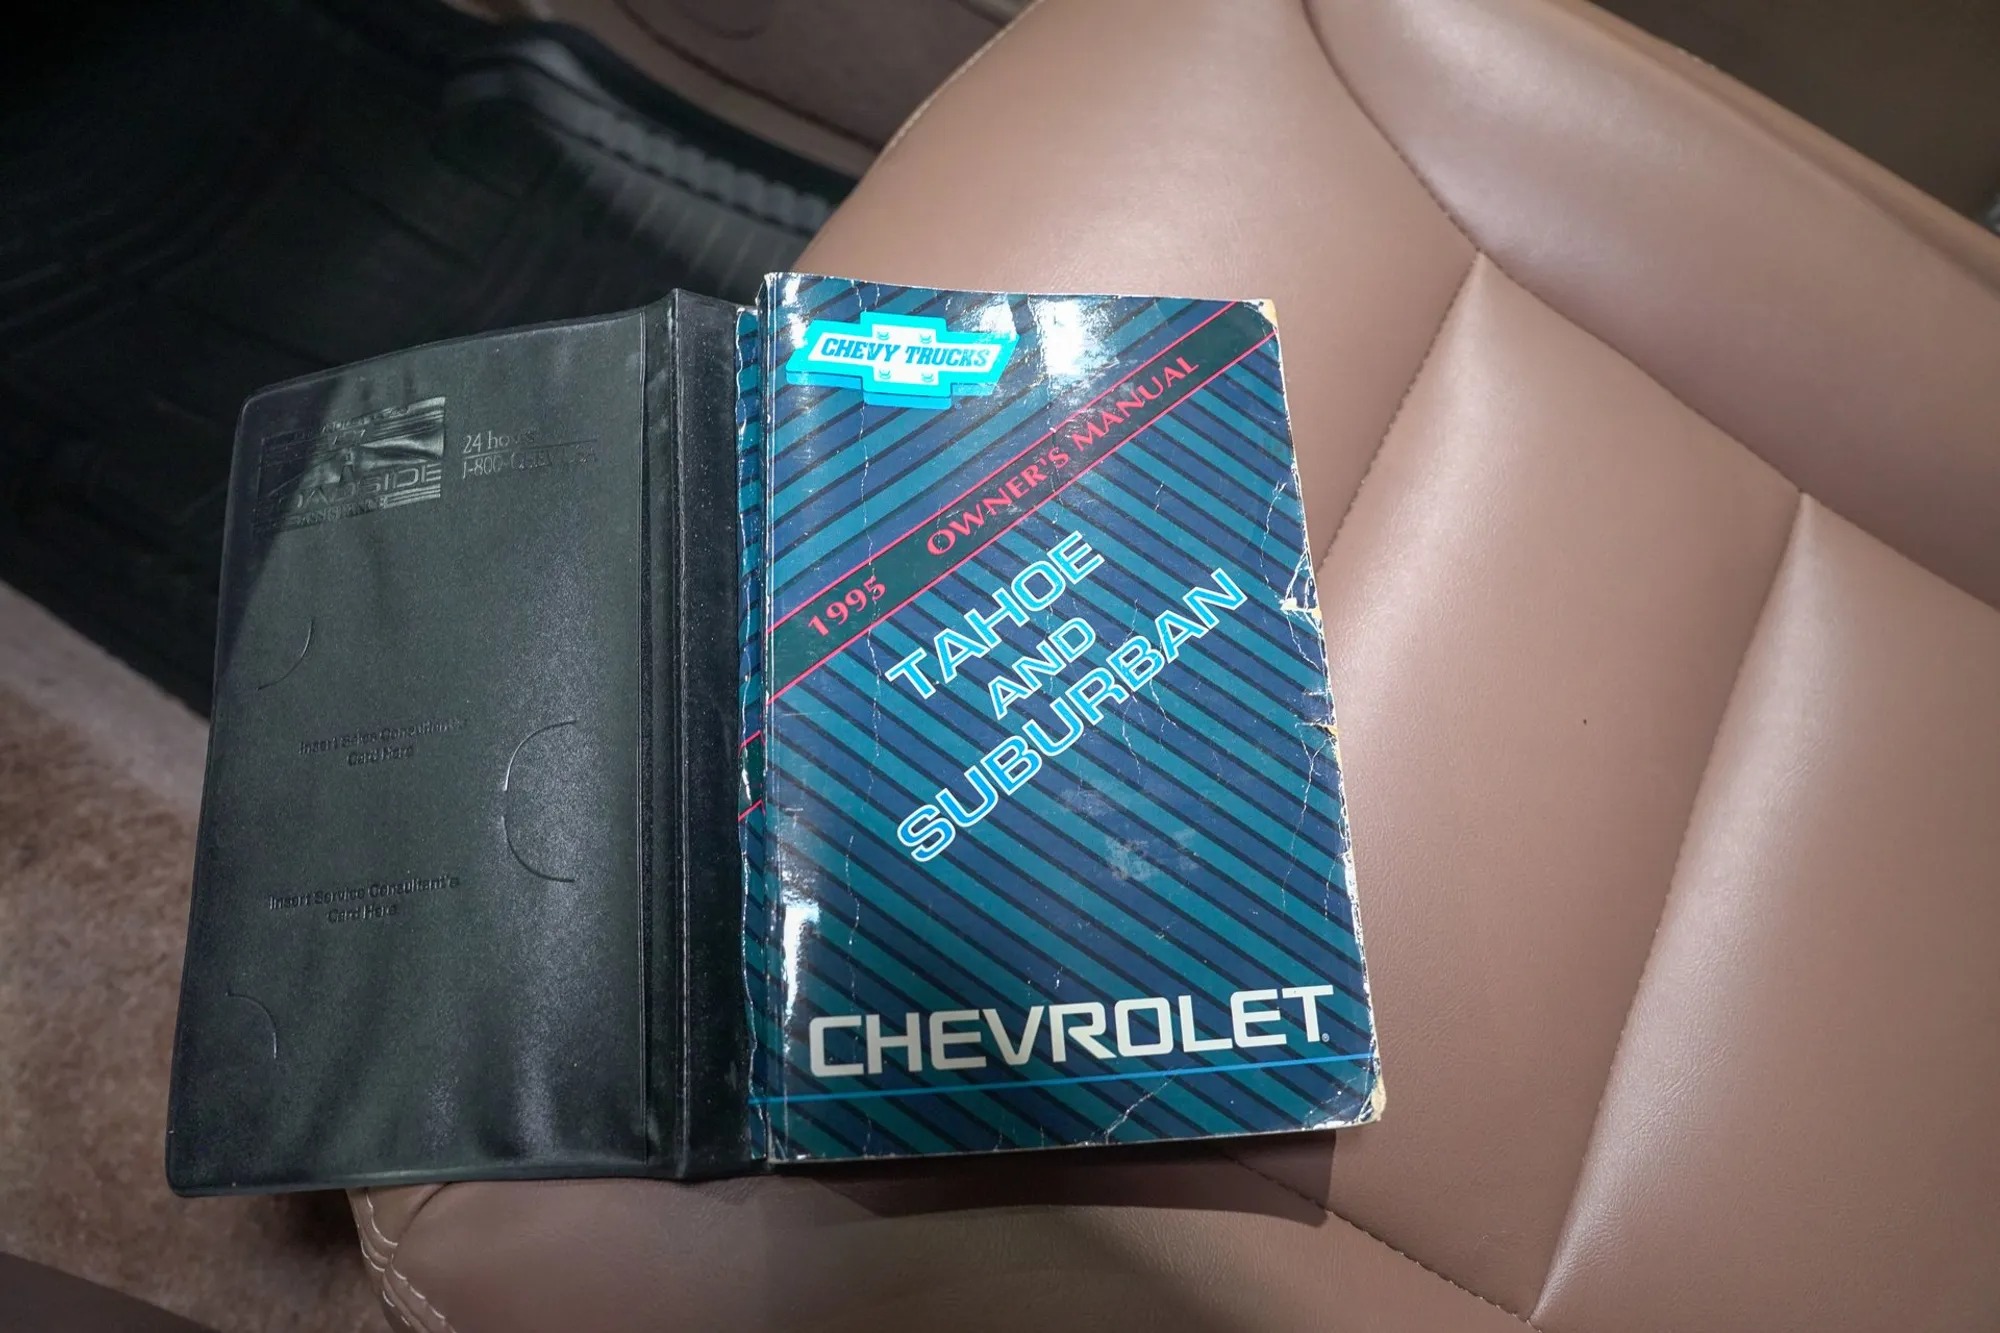 ROADSIDE
24 hours
Insert Sales Consultant's
Card Here
Insert Service Consultant's
Card Here
CHEVY TRUCKS
1995 OWNER'S MANUAL
TAHOE
AND
SUBURBAN
CHEVROLET®